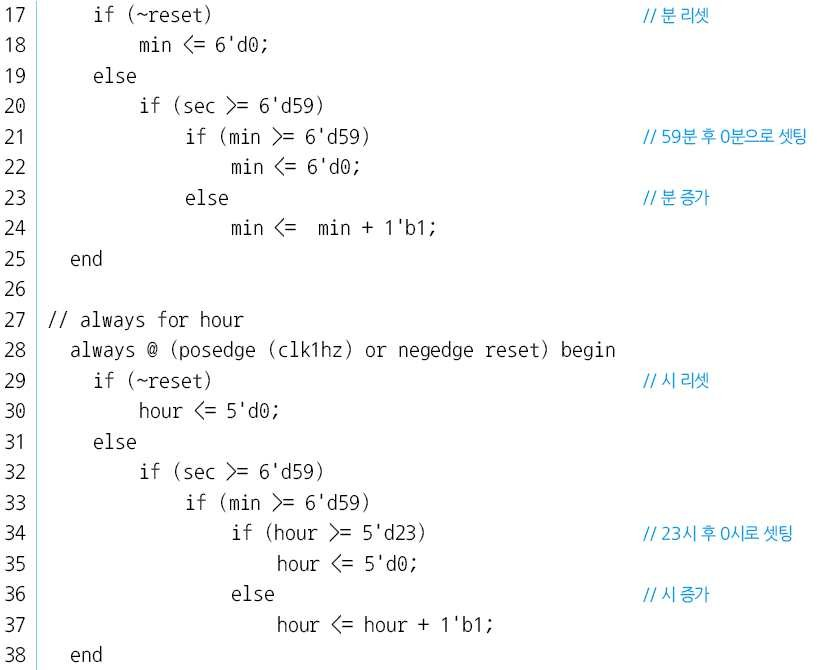 17 if (~reset) // 분 리셋
18 min <= 6'd0;
19 else
20 if (sec >= 6'd59)
21 if (min >= 6'd59) // 59분 후 0분으로 셋팅
22 min <= 6'd0;
23 else // 분 증가
24 min <=  min + 1'b1;
25 end
26
27 // always for hour
28 always @ (posedge (clk1hz) or negedge reset) begin
29 if (~reset) // 시 리셋
30 hour <= 5'd0;
31 else
32 if (sec >= 6'd59)
33 if (min >= 6'd59)
34 if (hour >= 5'd23) // 23시 후 0시로 셋팅
35 hour <= 5'd0;
36 else // 시 증가
37 hour <= hour + 1'b1;
38 end